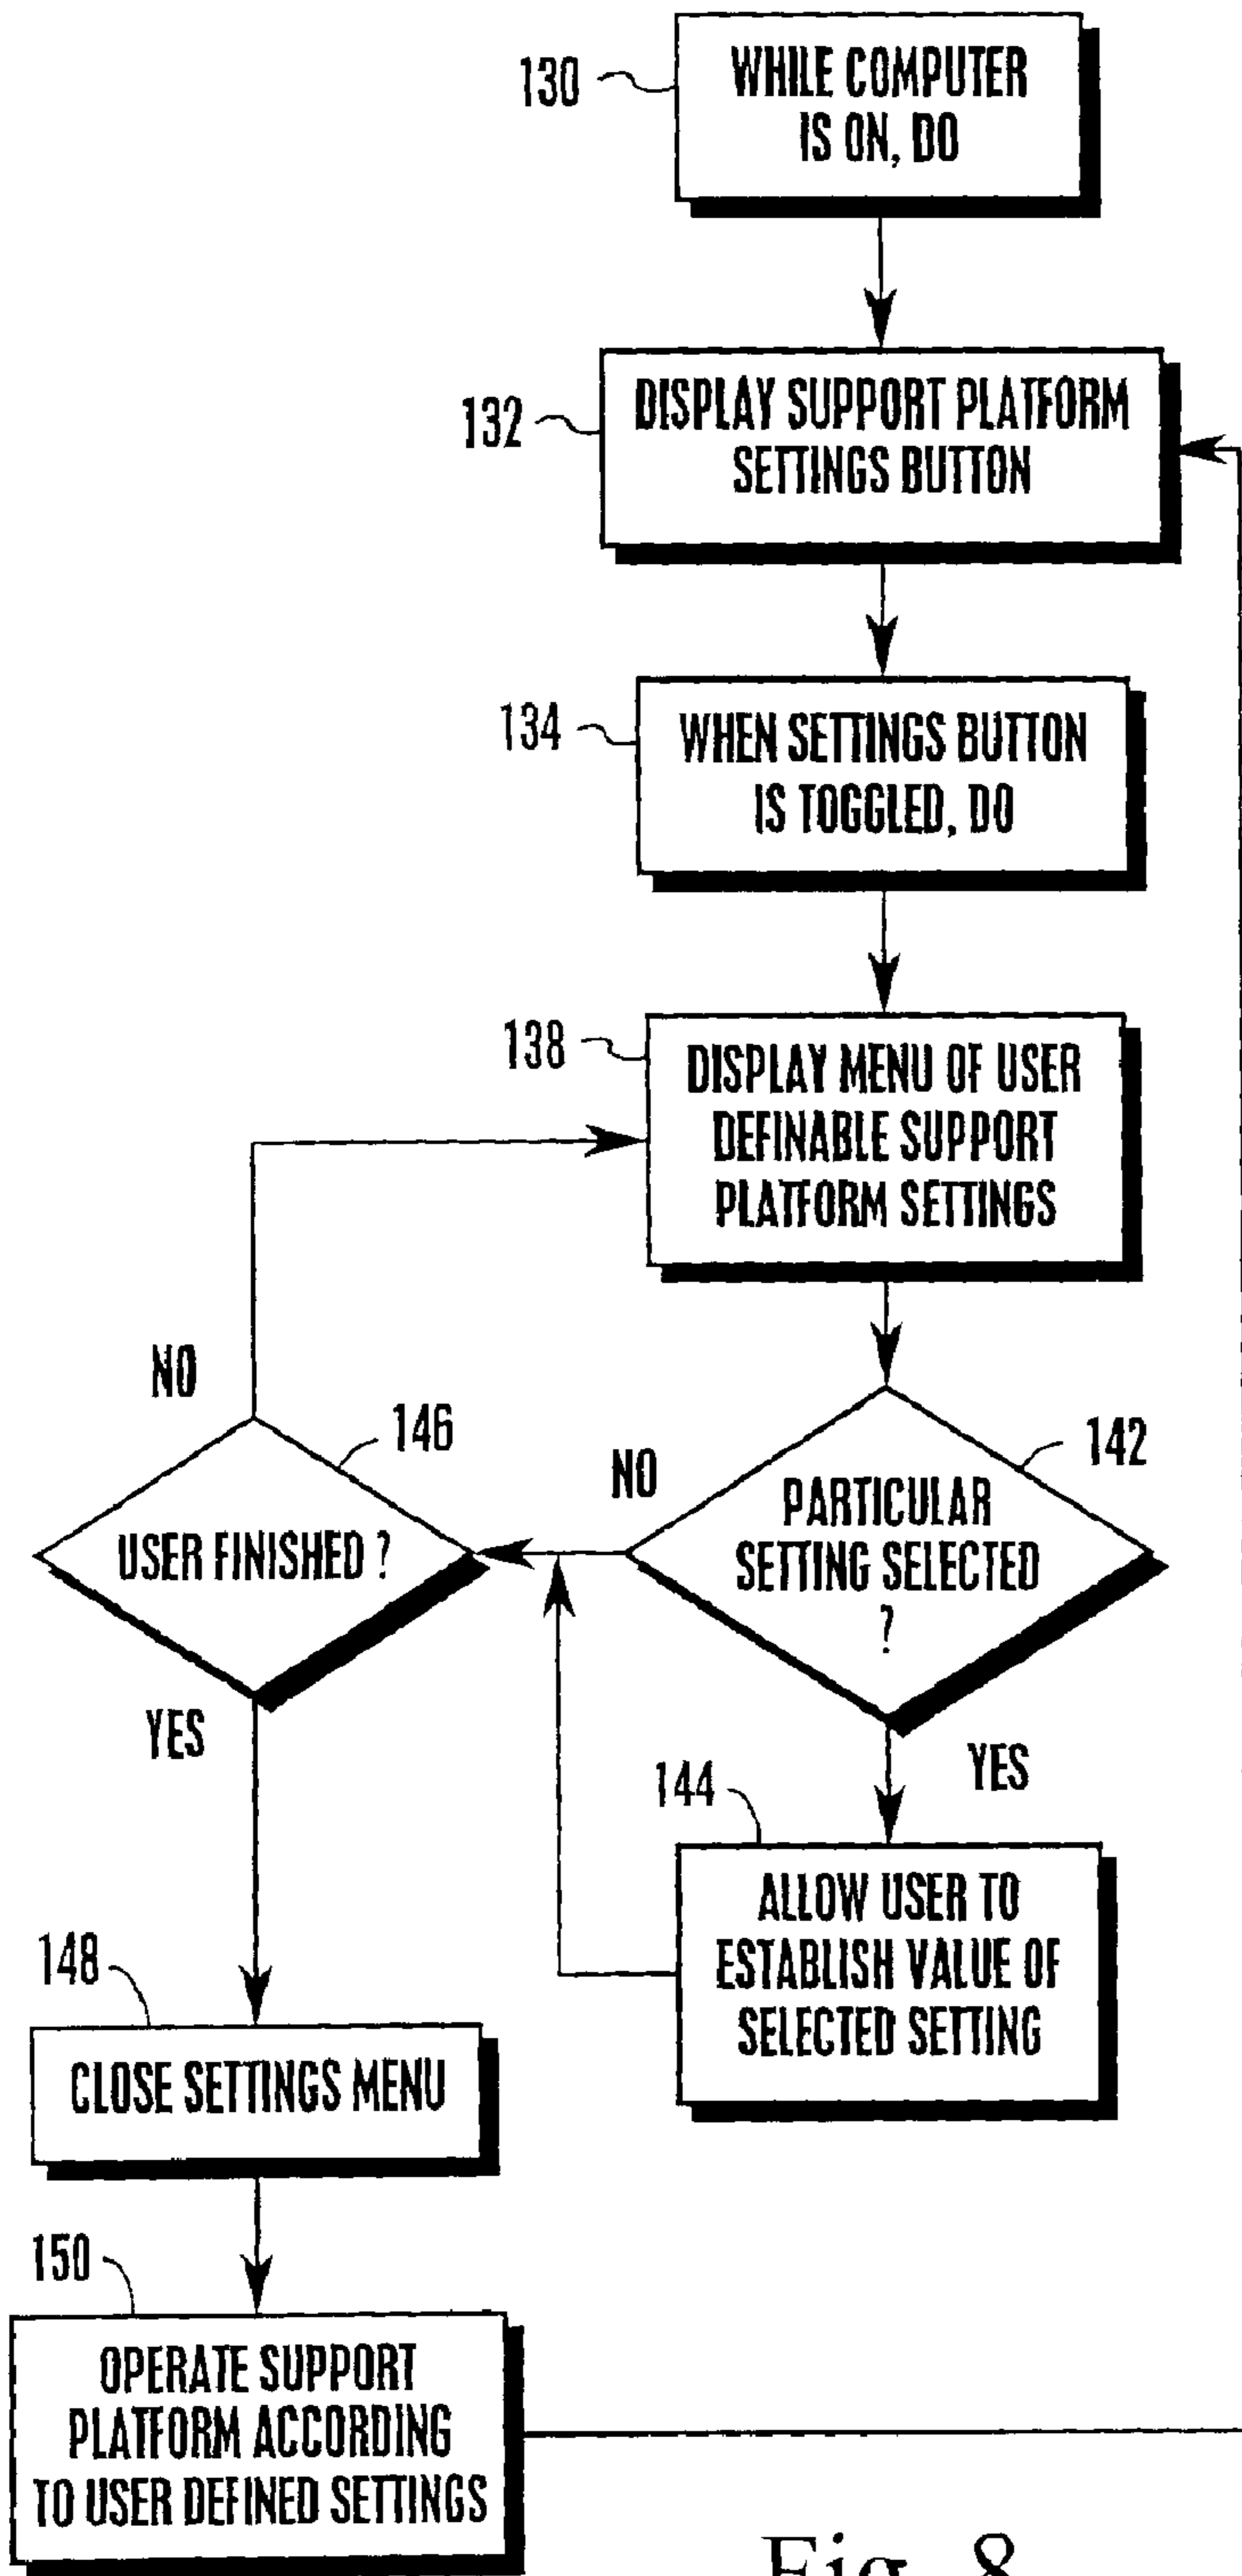 130
WHILE COMPUTER
IS ON, DO
132
DISPLAY SUPPORT PLATFORM
SETTINGS BUTTON
134
WHEN SETTINGS BUTTON
IS TOGGLED, DO
138
DISPLAY MENU OF USER
DEFINABLE SUPPORT
PLATFORM SETTINGS
NO
146
USER FINISHED ?
YES
NO
142
PARTICULAR
SETTING SELECTED
?
YES
144
ALLOW USER TO
ESTABLISH VALUE OF
SELECTED SETTING
148
CLOSE SETTINGS MENU
150
OPERATE SUPPORT
PLATFORM ACCORDING
TO USER DEFINED SETTINGS
Fig. 8